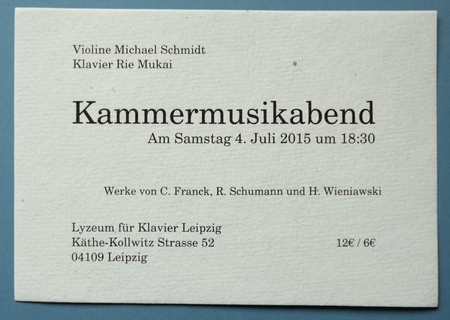 Violine Michael Schmidt
Klavier Rie Mukai
Kammermusikabend
Am Samstag 4. Juli 2015 um 18:30
Werke von C. Franck, R. Schumann und H. Wieniawski
Lyzeum für Klavier Leipzig
Käthe-Kollwitz Strasse 52 12€ / 6€
04109 Leipzig